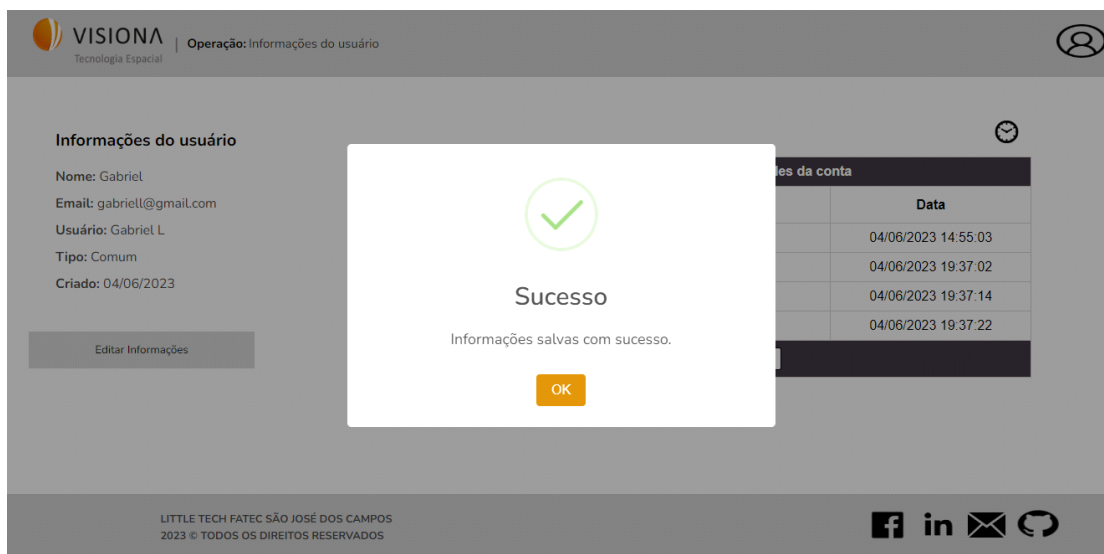 VISIONA
Tecnologia Espacial
Operação: Informações do usuário
Informações do usuário
Nome: Gabriel
Email: gabriell@gmail.com
Usuário: Gabriel L
Tipo: Comum
Criado: 04/06/2023
Editar Informações
Sucesso
Informações salvas com sucesso.
OK
da conta
Data
04/06/2023 14:55:03
04/06/2023 19:37:02
04/06/2023 19:37:14
04/06/2023 19:37:22
LITTLE TECH FATEC SÃO JOSÉ DOS CAMPOS
2023 © TODOS OS DIREITOS RESERVADOS